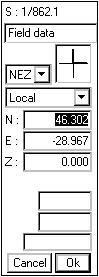 S : 1/862.1
Field data
NEZ
Local
N : 46.302
E : -28.967
Z : 0.000
Cancel Ok